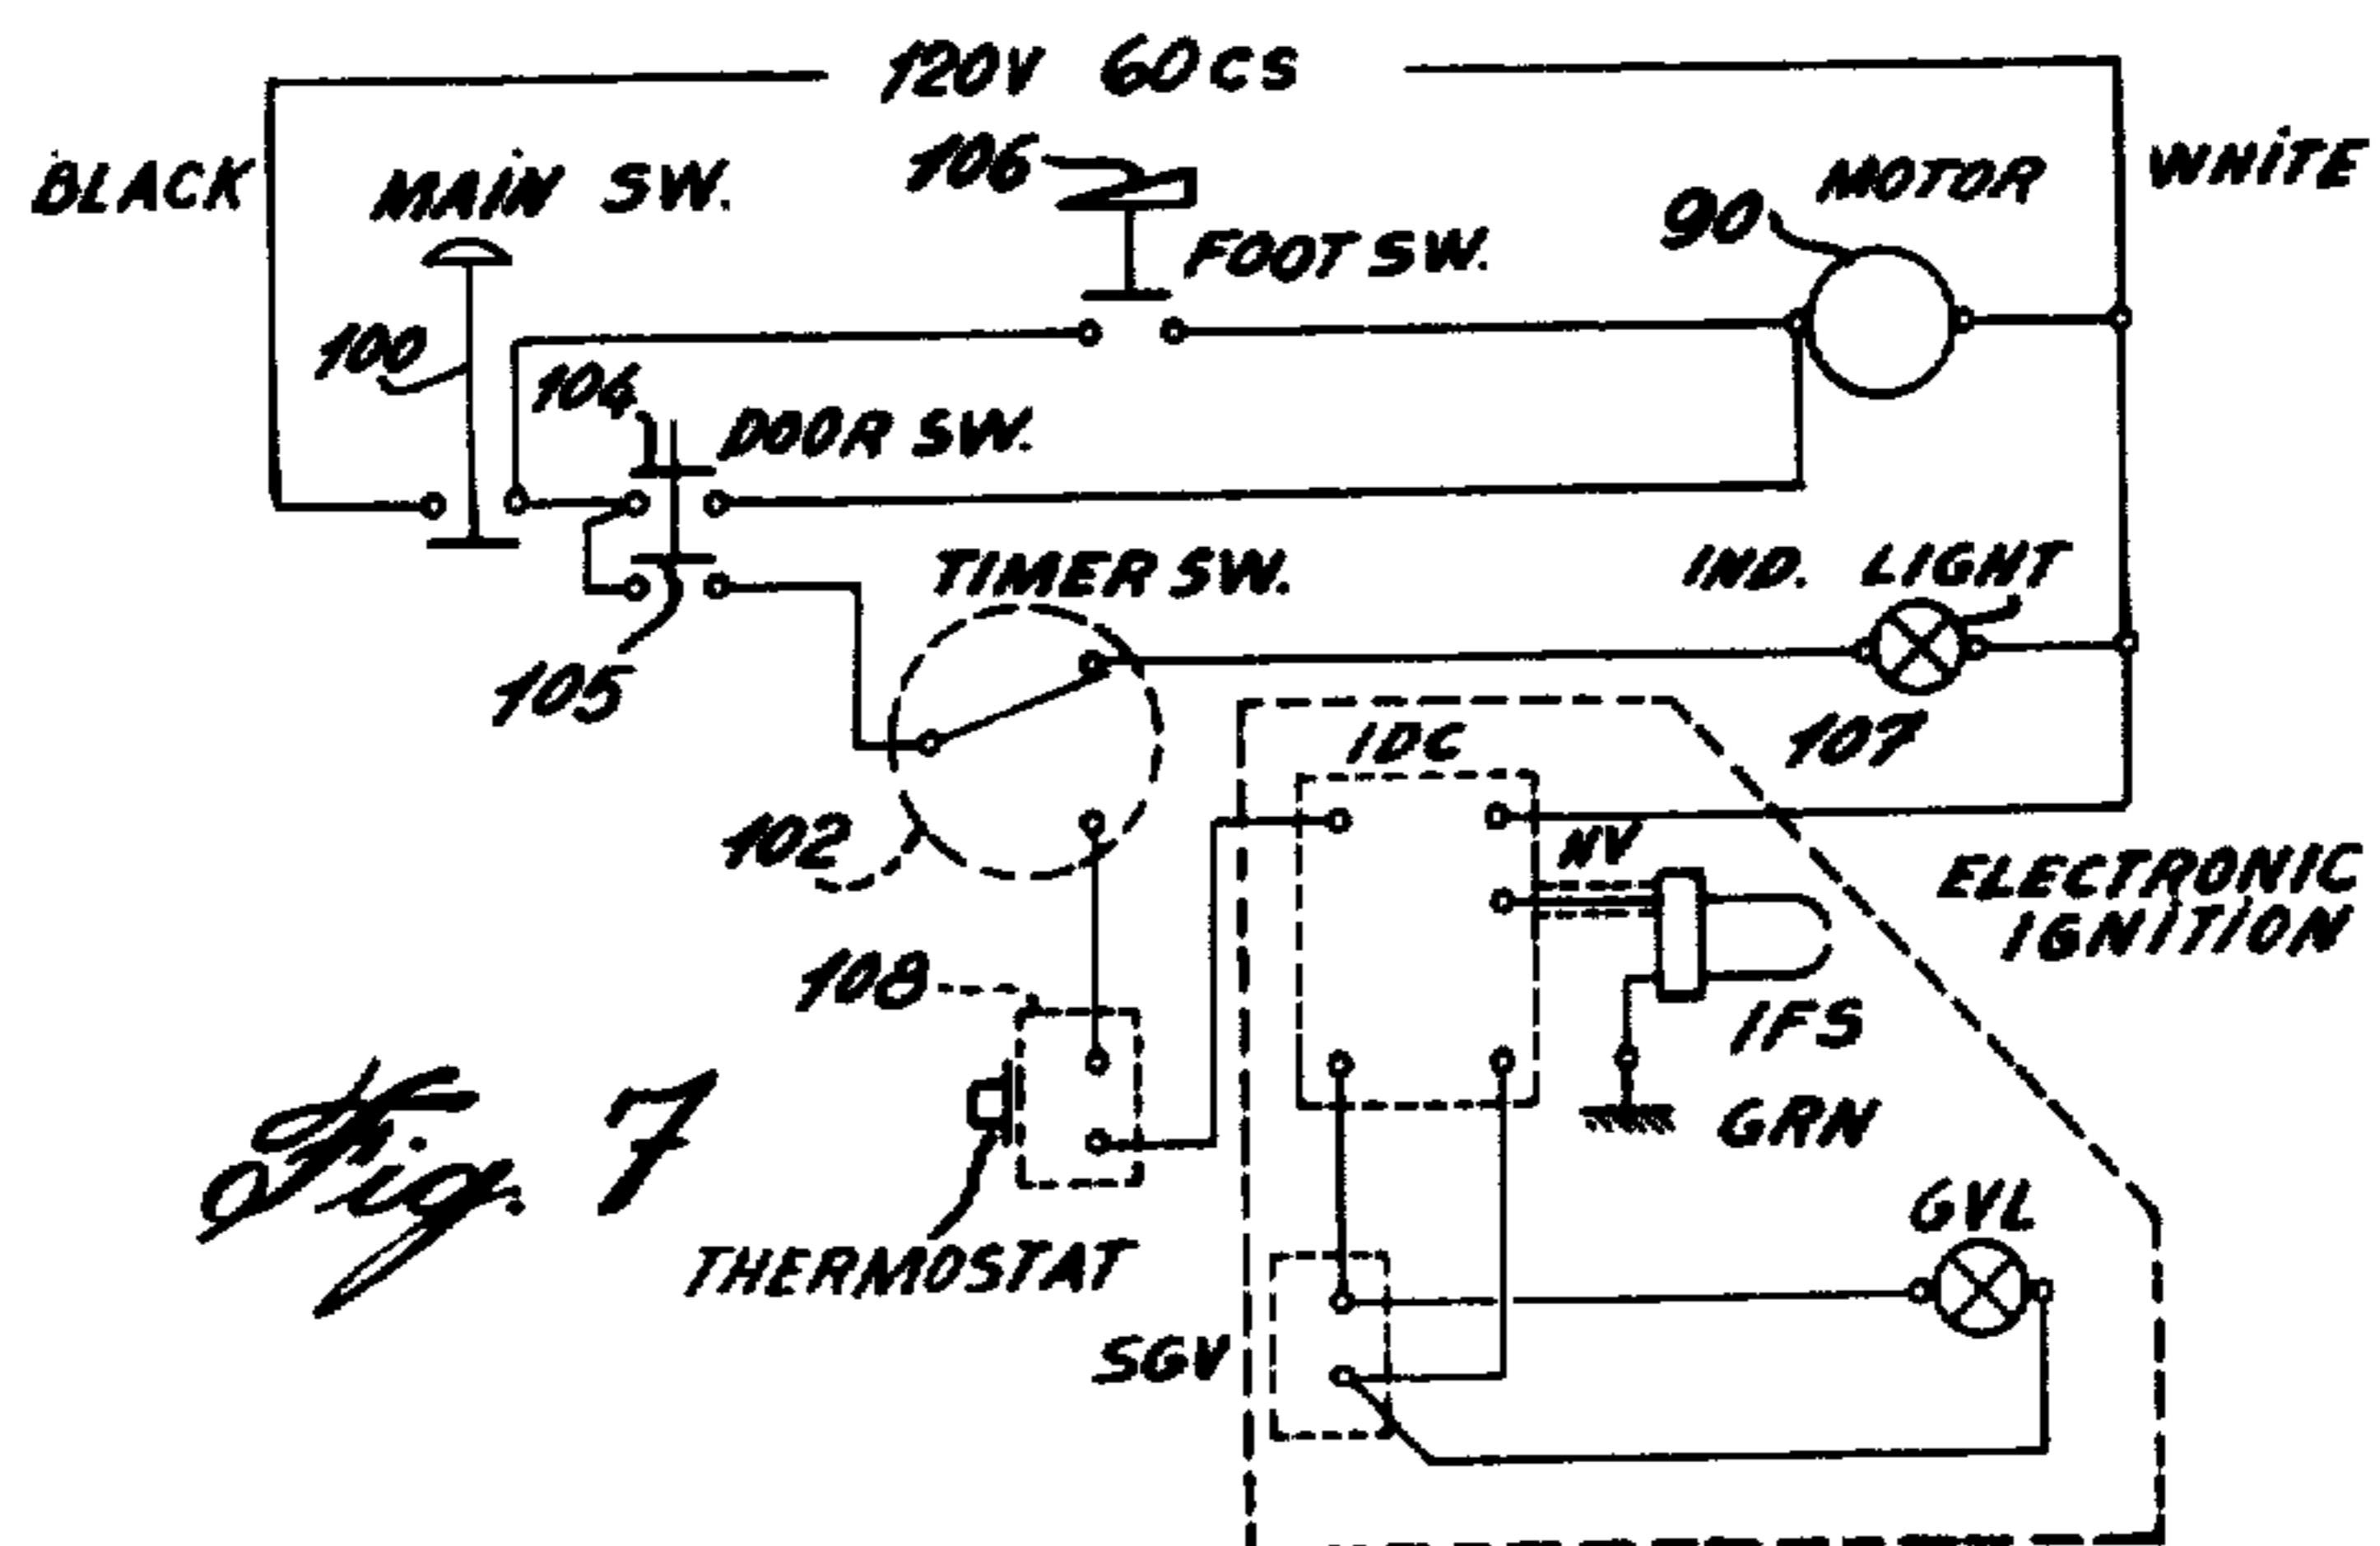 120V 60CS
BLACK
MAIN SW.
106
MOTOR
WHITE
90
FOOT SW.
100
104
DOOR SW.
TIMER SW.
IND. LIGHT
105
107
IDC
102
HV
ELECTRONIC
IGNITION
108
IFS
Fig. 7
GRN
GVL
THERMOSTAT
SGV